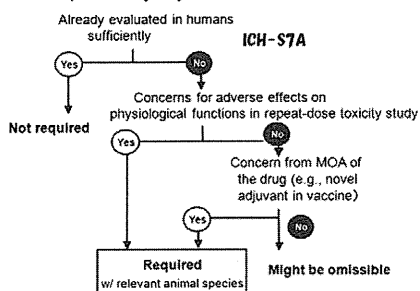 Already evaluated in humans
sufficiently
ICH-S7A
Yes
No
Concerns for adverse effects on
physiological functions in repeat-dose toxicity study
Not required
Yes
No
Concern from MOA of
the drug (e.g., novel
adjuvant in vaccine)
Yes
No
Required
w/ relevant animal species
Might be omissible